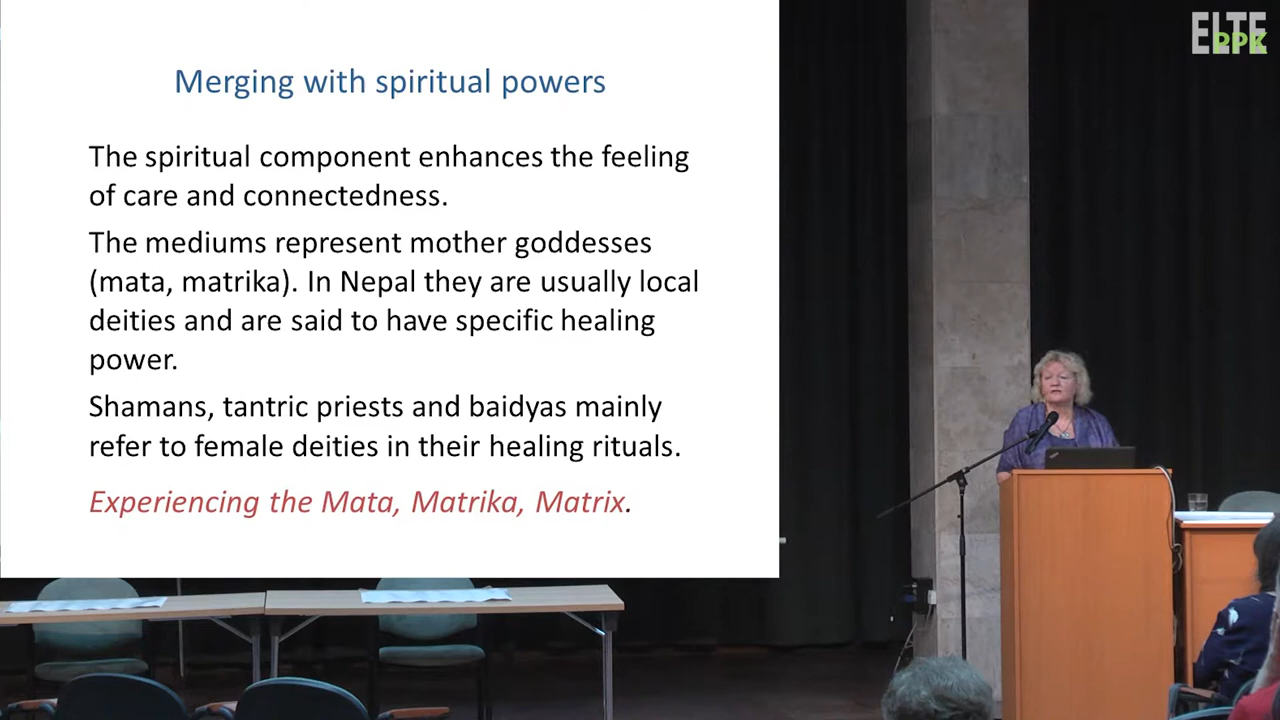 ELTE
PPK
Merging with spiritual powers
The spiritual component enhances the feeling
of care and connectedness.
The mediums represent mother goddesses
(mata, matrika). In Nepal they are usually local
deities and are said to have specific healing
power.
Shamans, tantric priests and baidyas mainly
refer to female deities in their healing rituals.
Experiencing the Mata, Matrika, Matrix.